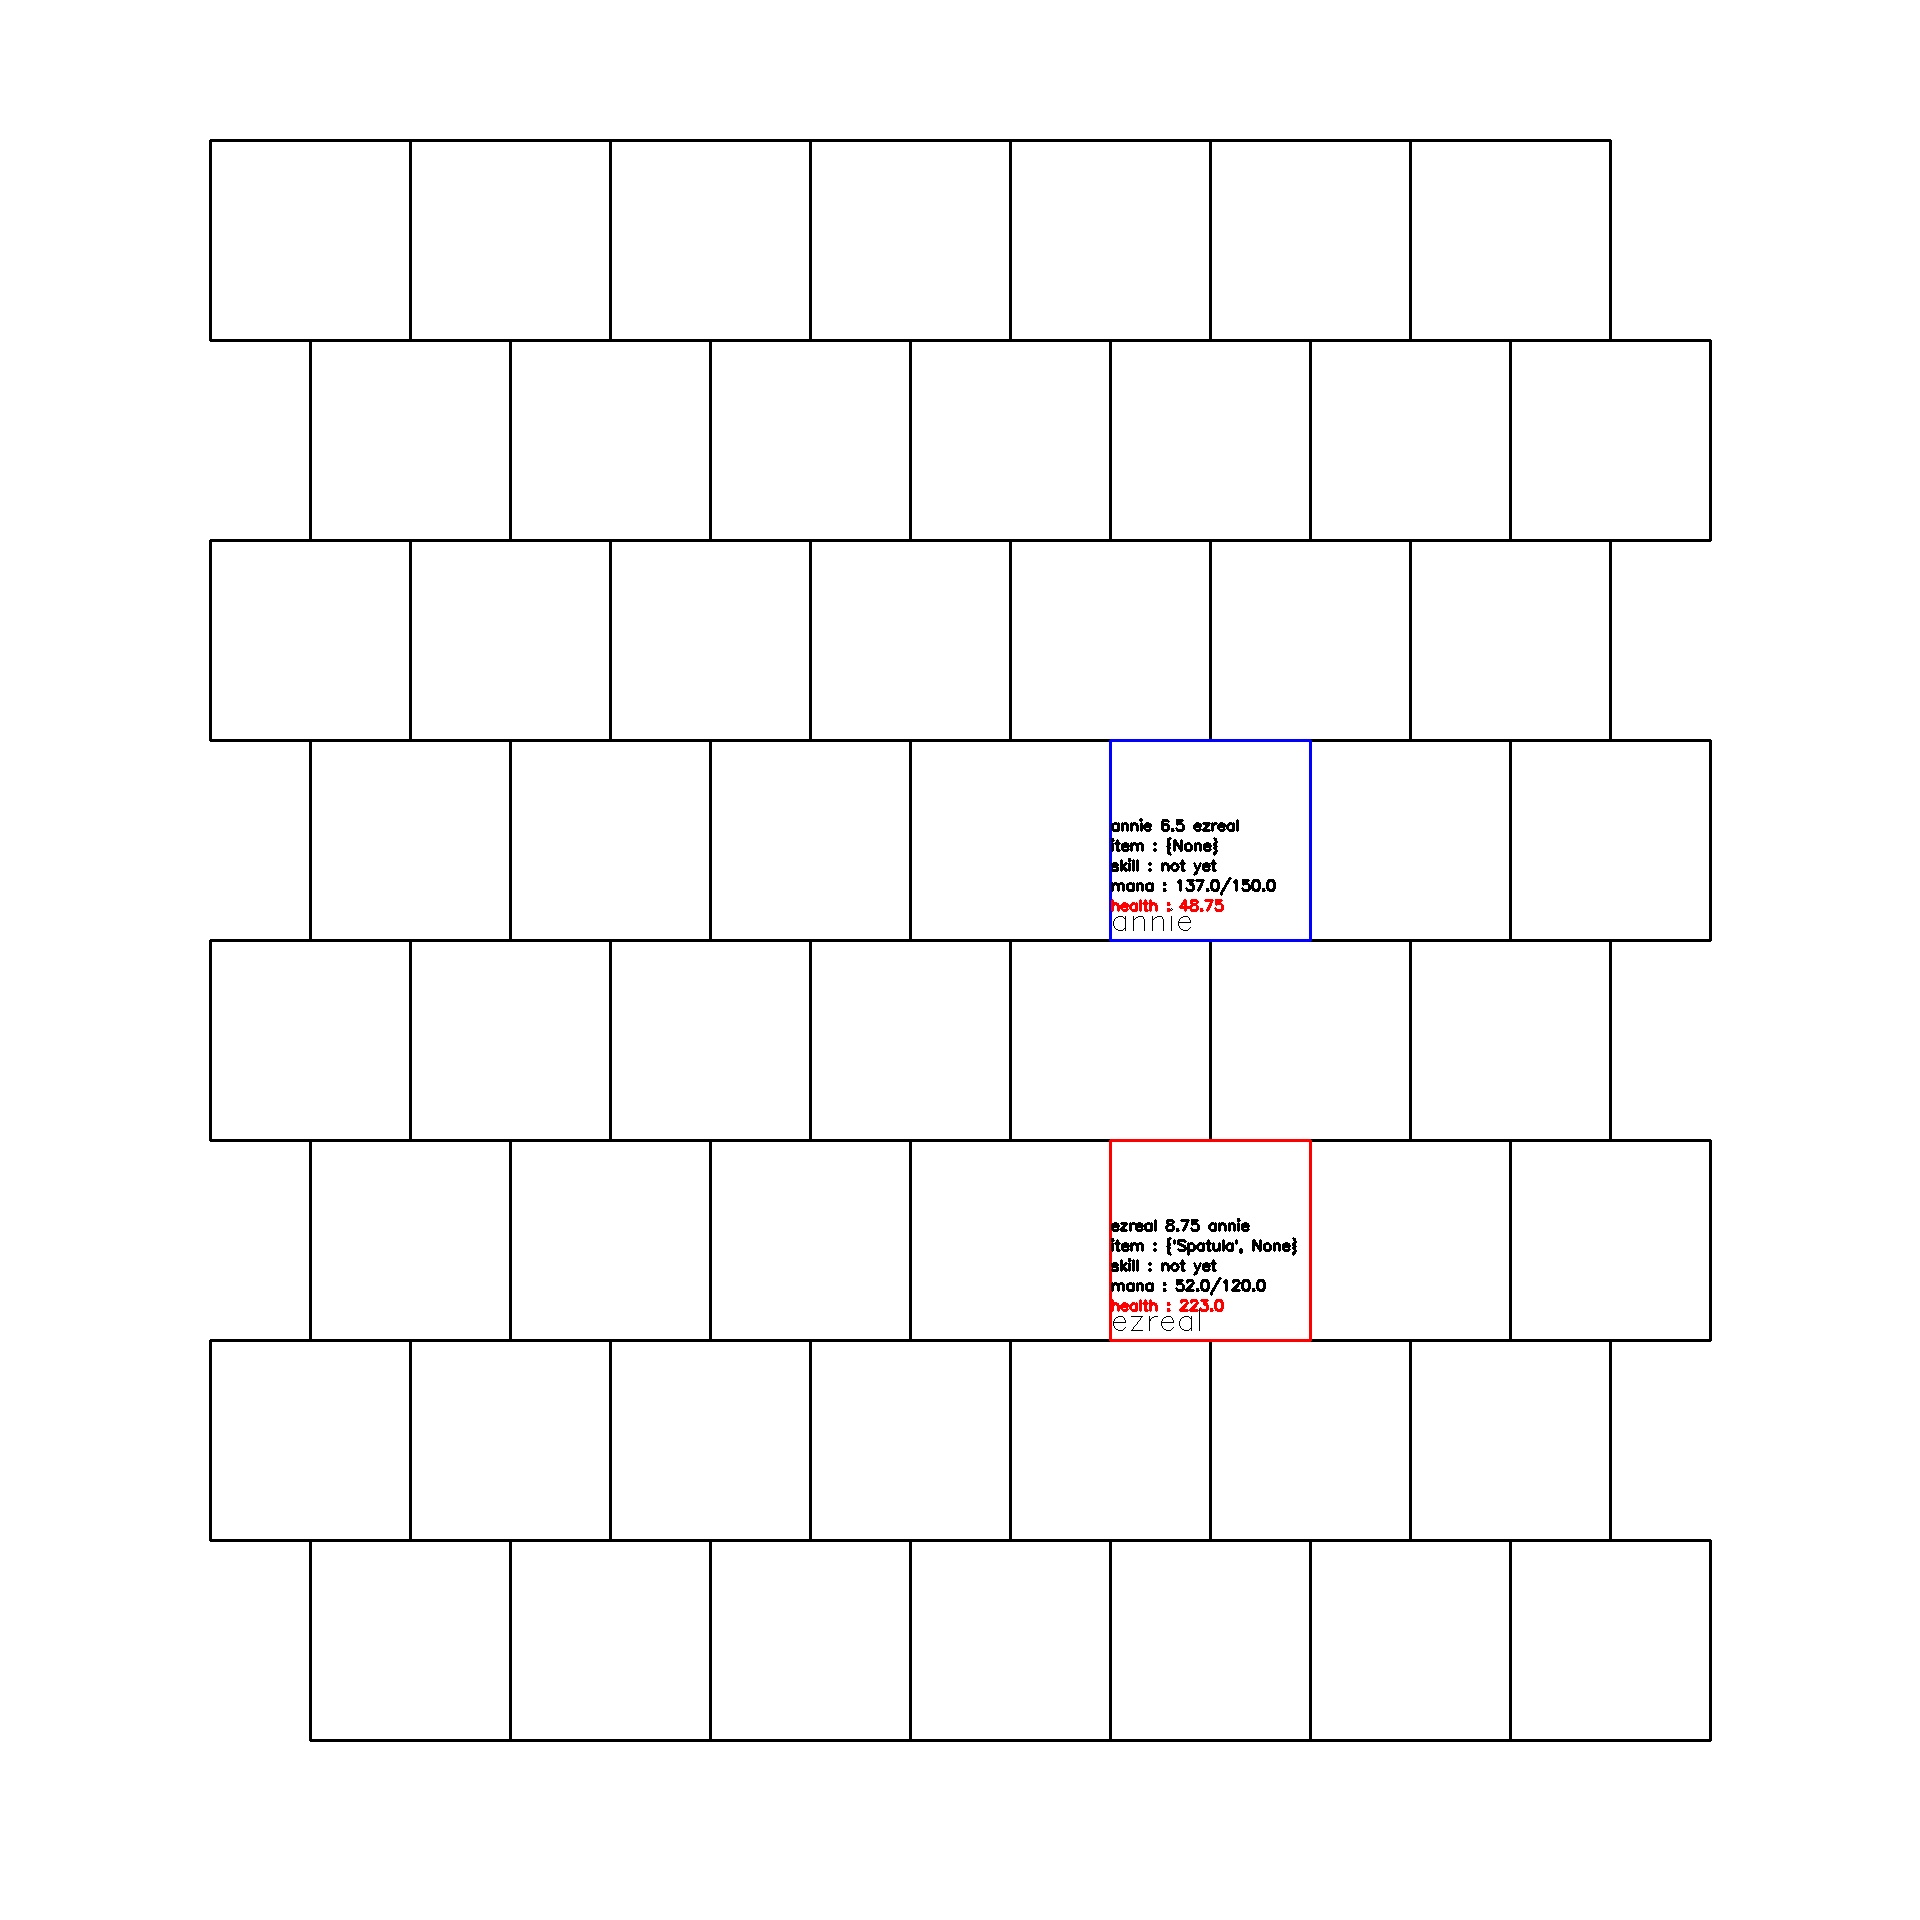 annie 6.5 ezreal
item : {None}
skill : not yet
mana : 137.0/150.0
health : 48.75
annie
ezreal 8.75 annie
item : {'Spatula', None}
skill : not yet
mana : 52.0/120.0
health : 223.0
ezreal